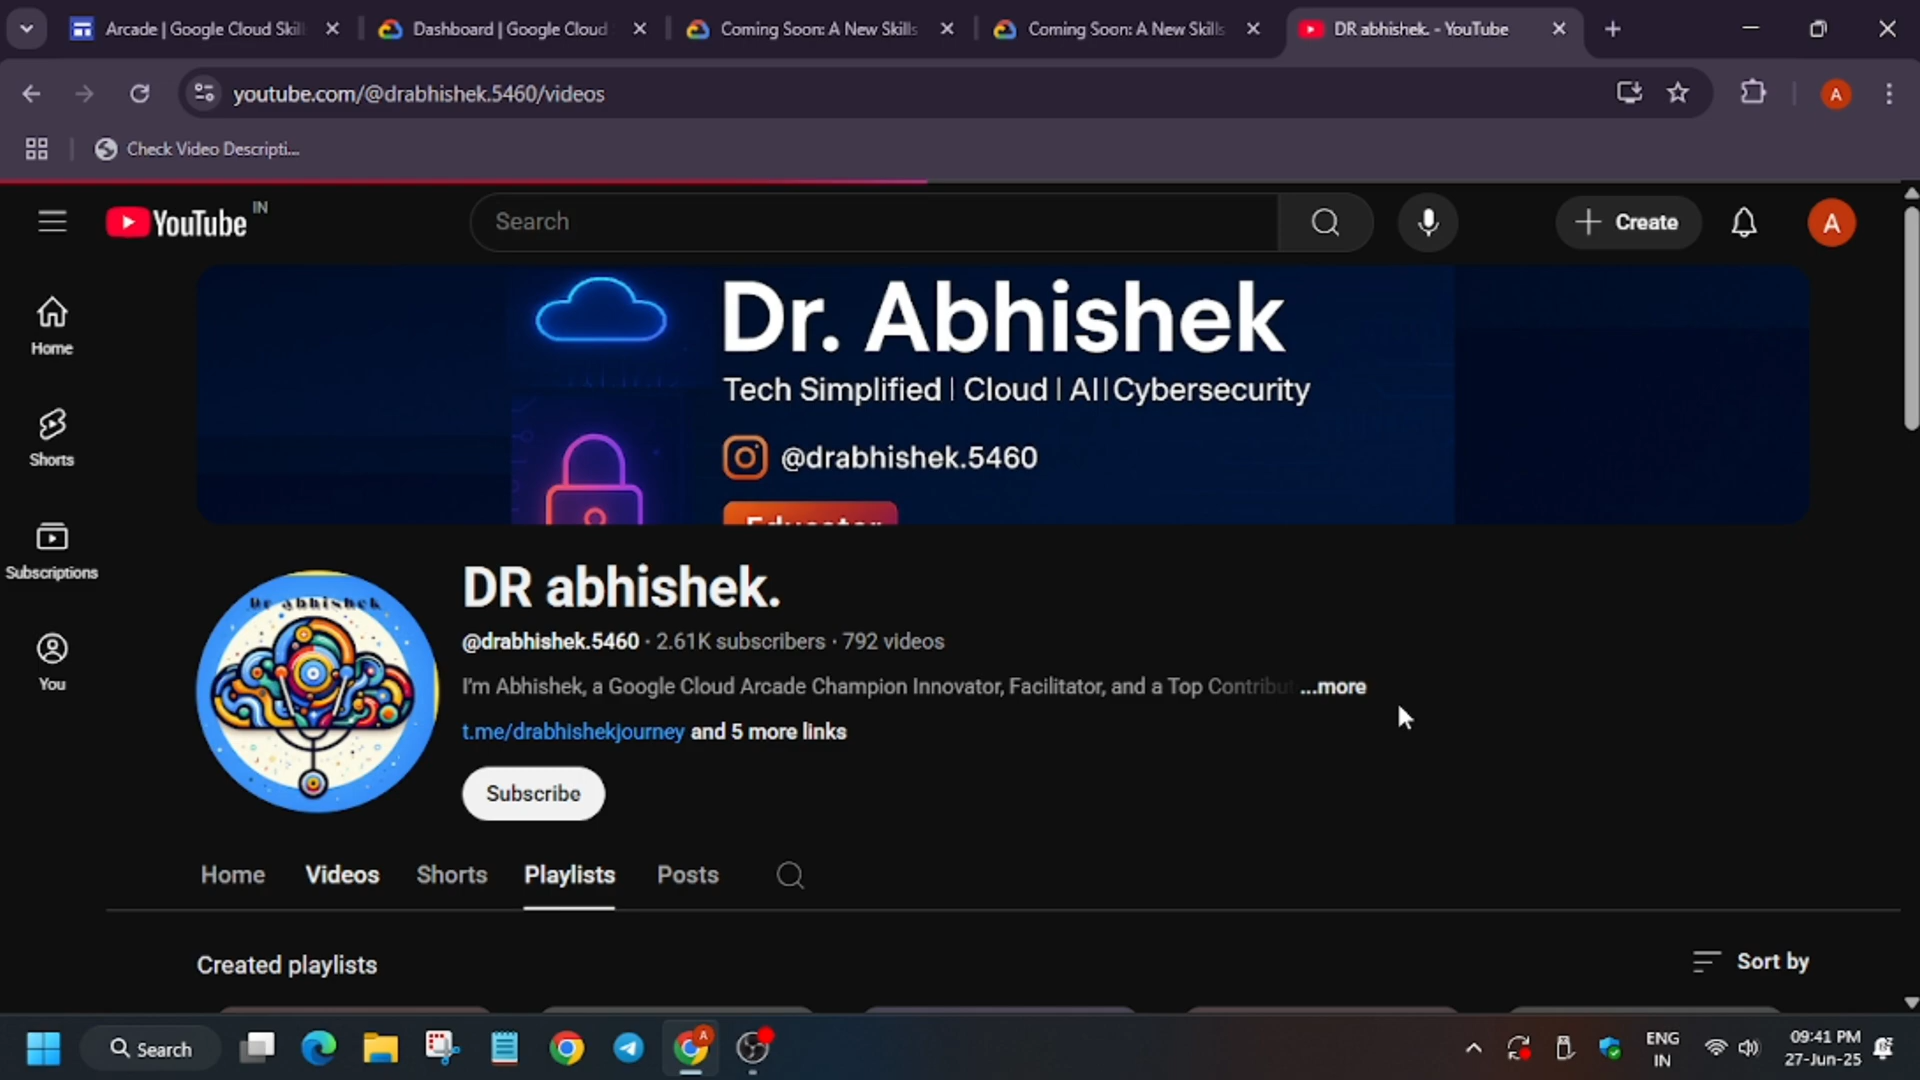 Arcade | Google Cloud Skil
Dashboard | Google Cloud
Coming Soon: A New Skills
Coming Soon: A New Skills
DR abhishek. - YouTube
youtube.com/@drabhishek.5460/videos
A
Check Video Descripti...
YouTube IN
Search
Create
A
Home
Shorts
Subscriptions
You
Dr. Abhishek
Tech Simplified | Cloud | AI|Cybersecurity
@drabhishek.5460
Educator
Dr abhishek
DR abhishek.
@drabhishek.5460 · 2.61K subscribers · 792 videos
I'm Abhishek, a Google Cloud Arcade Champion Innovator, Facilitator, and a Top Contribut ...more
t.me/drabhishekjourney and 5 more links
Subscribe
Home
Videos
Shorts
Playlists
Posts
Created playlists
Sort by
Search
A
ENG
IN
09:41 PM
27-Jun-25